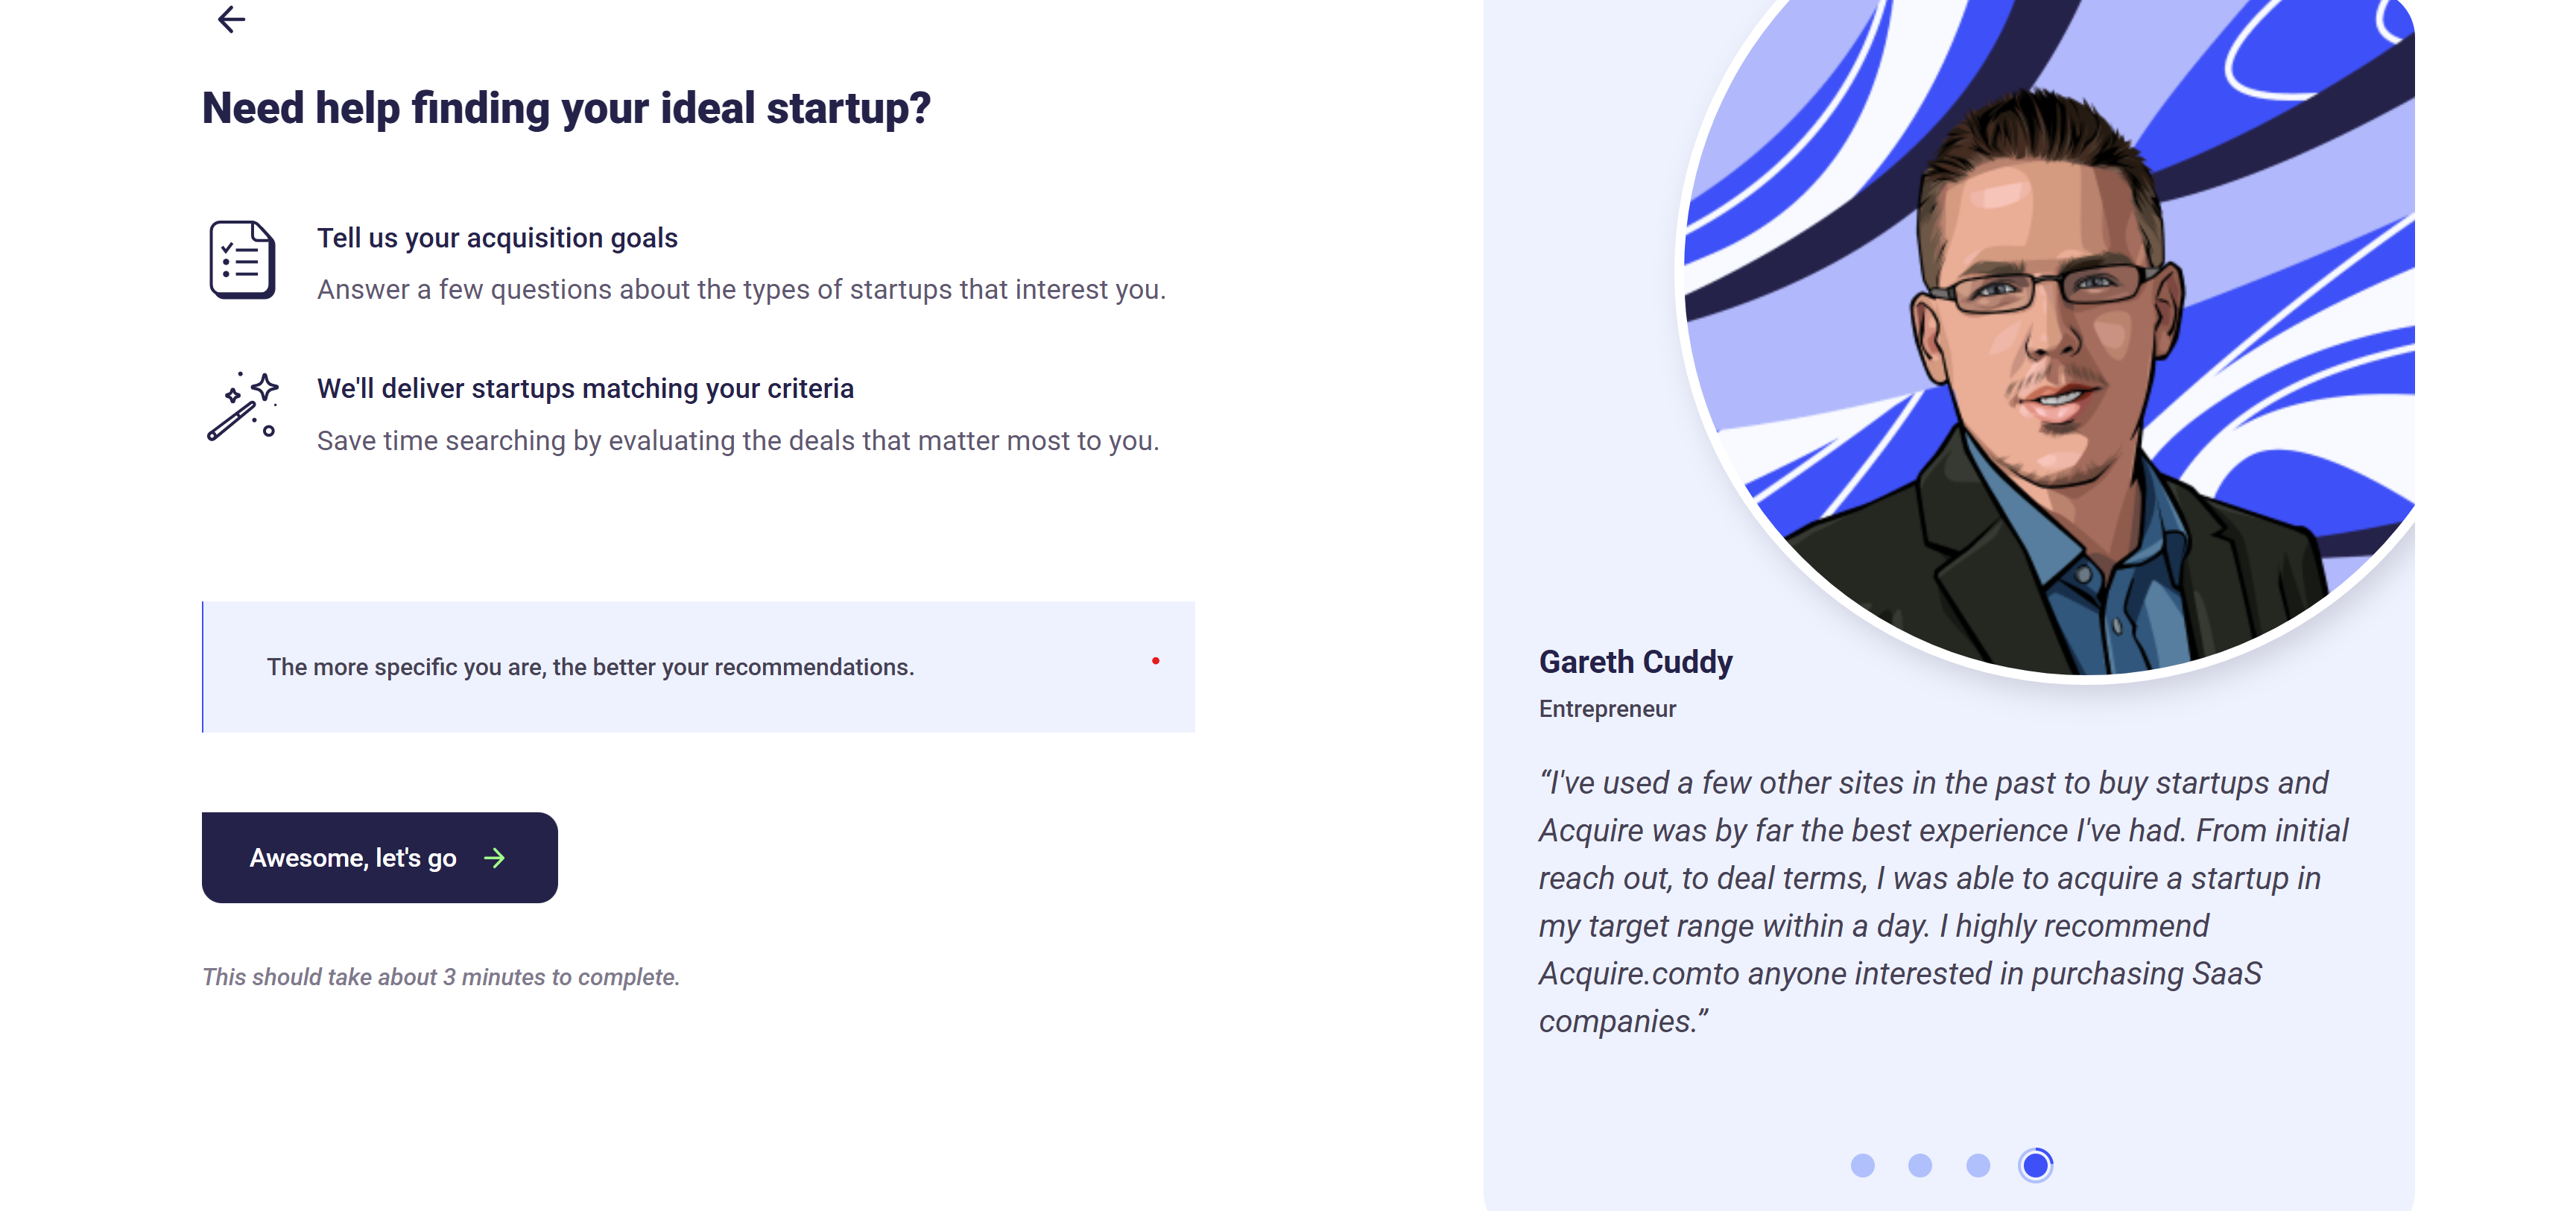 Need help finding your ideal startup?
Tell us your acquisition goals
Answer a few questions about the types of startups that interest you.
We'll deliver startups matching your criteria
Save time searching by evaluating the deals that matter most to you.
The more specific you are, the better your recommendations.
Awesome, let's go
This should take about 3 minutes to complete.
Gareth Cuddy
Entrepreneur
“I've used a few other sites in the past to buy startups and
Acquire was by far the best experience I've had. From initial
reach out, to deal terms, I was able to acquire a startup in
my target range within a day. I highly recommend
Acquire.comto anyone interested in purchasing SaaS
companies.”